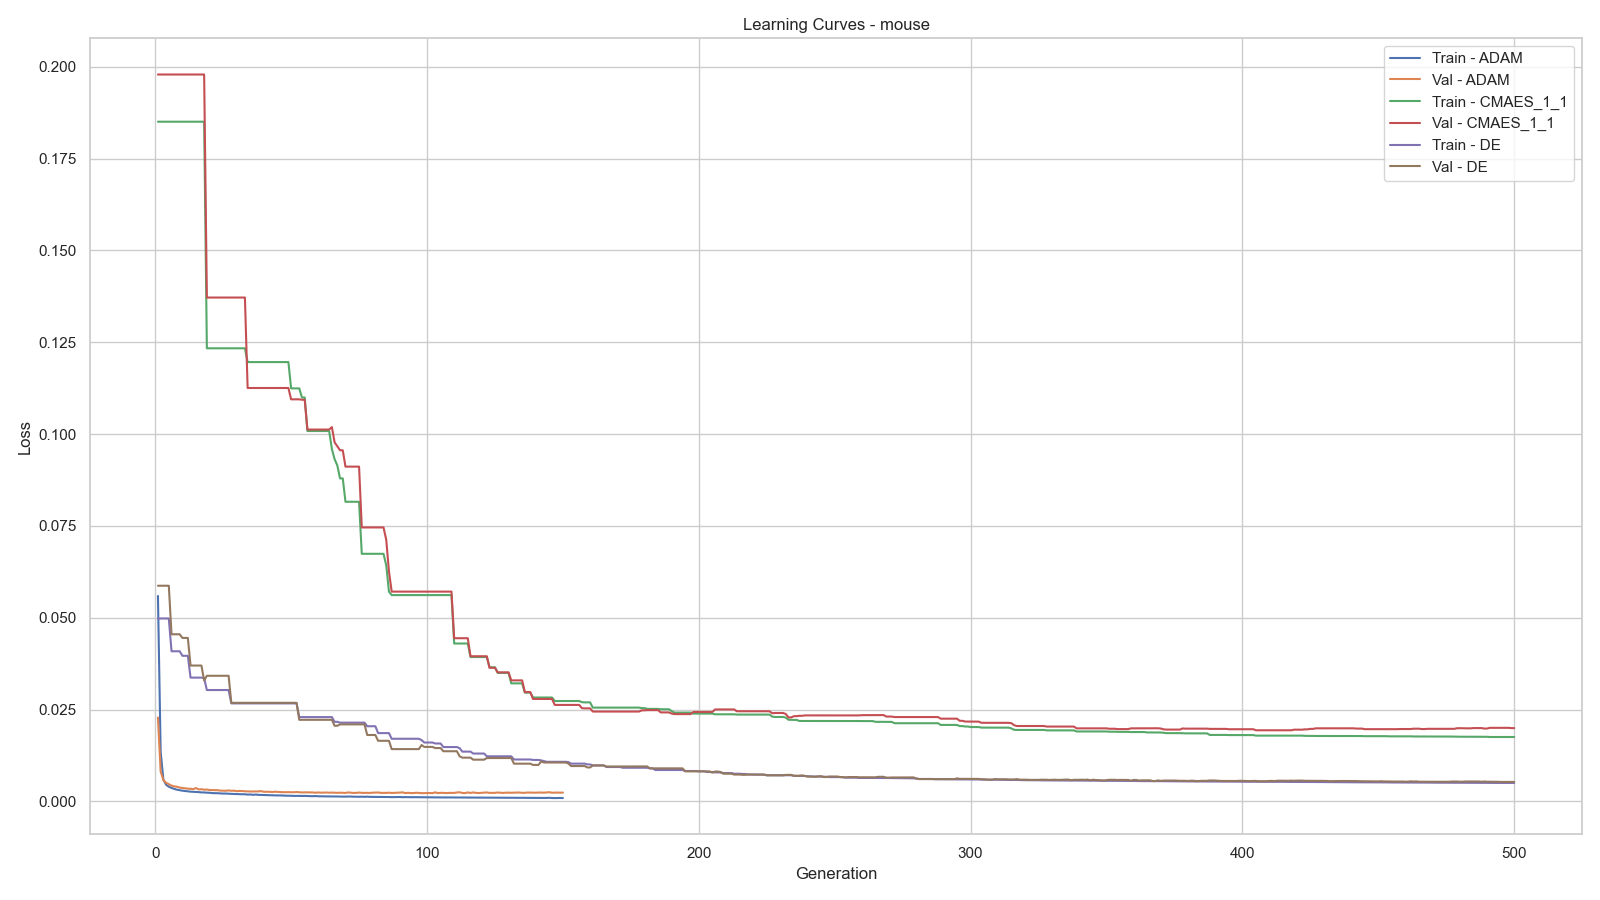 Learning Curves - mouse
Train - ADAM
Val - ADAM
Train - CMAES_1_1
Val - CMAES_1_1
Train - DE
Val - DE
0.200
0.175
0.150
0.125
0.100
0.075
0.050
0.025
0.000
Loss
0 100 200 300 400 500
Generation